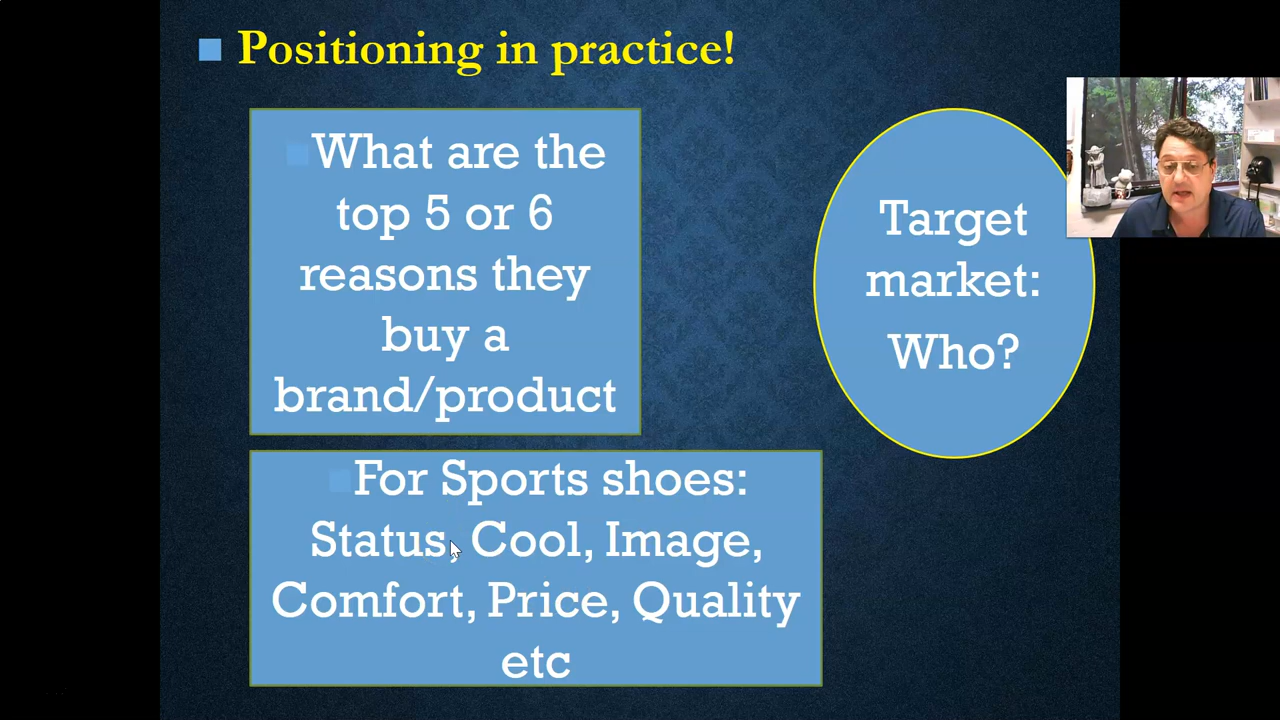 Positioning in practice!
What are the
top 5 or 6
reasons they
buy a
brand/product
Target
market:
Who?
For Sports shoes:
Status, Cool, Image,
Comfort, Price, Quality
etc